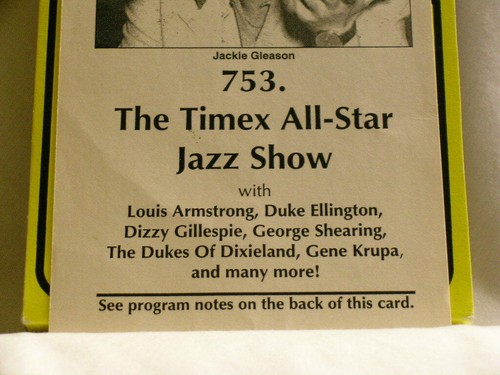 Jackie Gleason
753.
The Timex All-Star
Jazz Show
with
Louis Armstrong, Duke Ellington,
Dizzy Gillespie, George Shearing,
The Dukes Of Dixieland, Gene Krupa,
and many more!
See program notes on the back of this card.